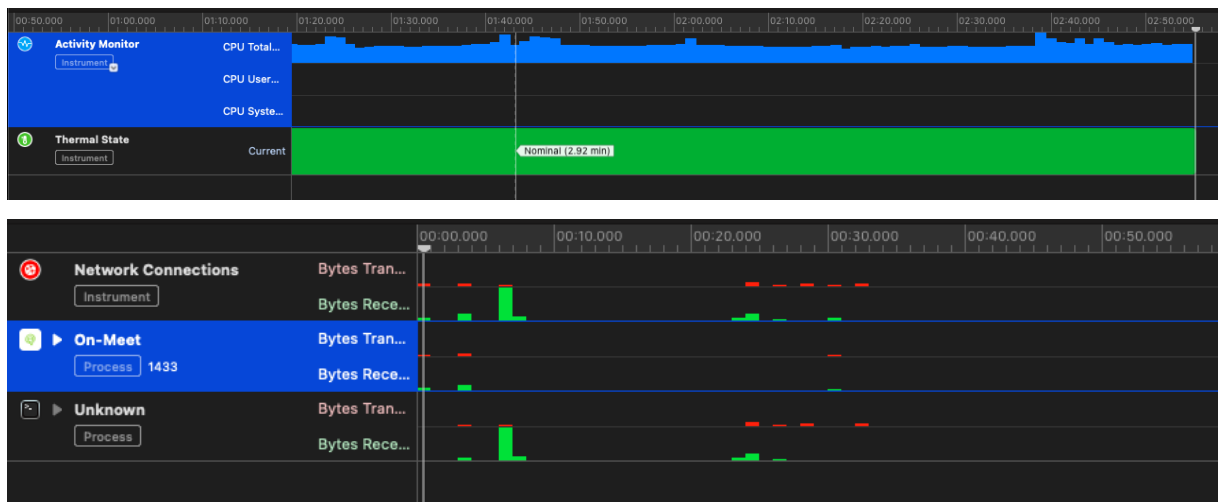 00:50.000 01:00.000 01:10.000 01:20.000 01:30.000 01:40.000 01:50.000 02:00.000 02:10.000 02:20.000 02:30.000 02:40.000 02:50.000
Activity Monitor CPU Total...
Instrument
CPU User...
CPU Syste...
Thermal State
Instrument
Current
Nominal (2.92 min)
00:00.000 00:10.000 00:20.000 00:30.000 00:40.000 00:50.000
Network Connections Bytes Tran...
Instrument
Bytes Rece...
On-Meet Bytes Tran...
Process 1433
Bytes Rece...
Unknown Bytes Tran...
Process
Bytes Rece...